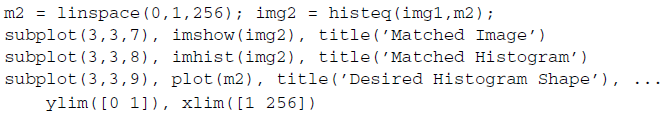 m2 = linspace(0,1,256); img2 = histeq(img1,m2);
subplot(3,3,7), imshow(img2), title(’Matched Image’)
subplot(3,3,8), imhist(img2), title(’Matched Histogram’)
subplot(3,3,9), plot(m2), title(’Desired Histogram Shape’), ...
ylim([0 1]), xlim([1 256])